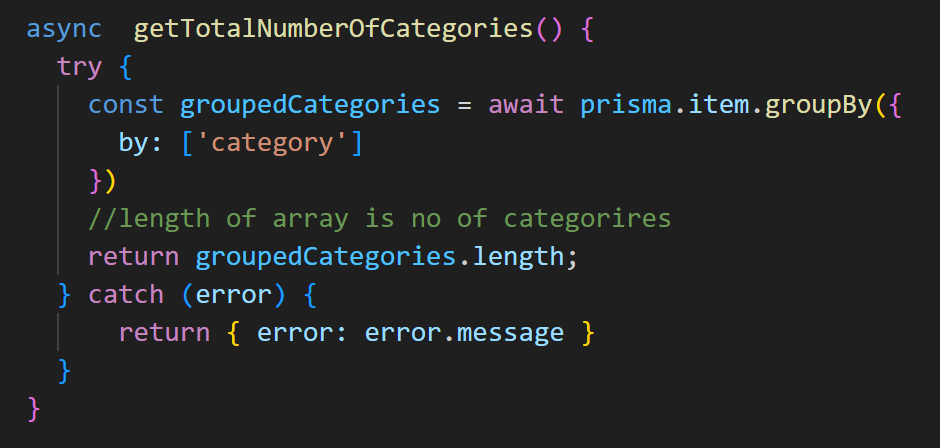 async  getTotalNumberOfCategories() {
  try {
    const groupedCategories = await prisma.item.groupBy({
      by: ['category']
    })
    //length of array is no of categorires
    return groupedCategories.length;
  } catch (error) {
      return { error: error.message }
  }
}